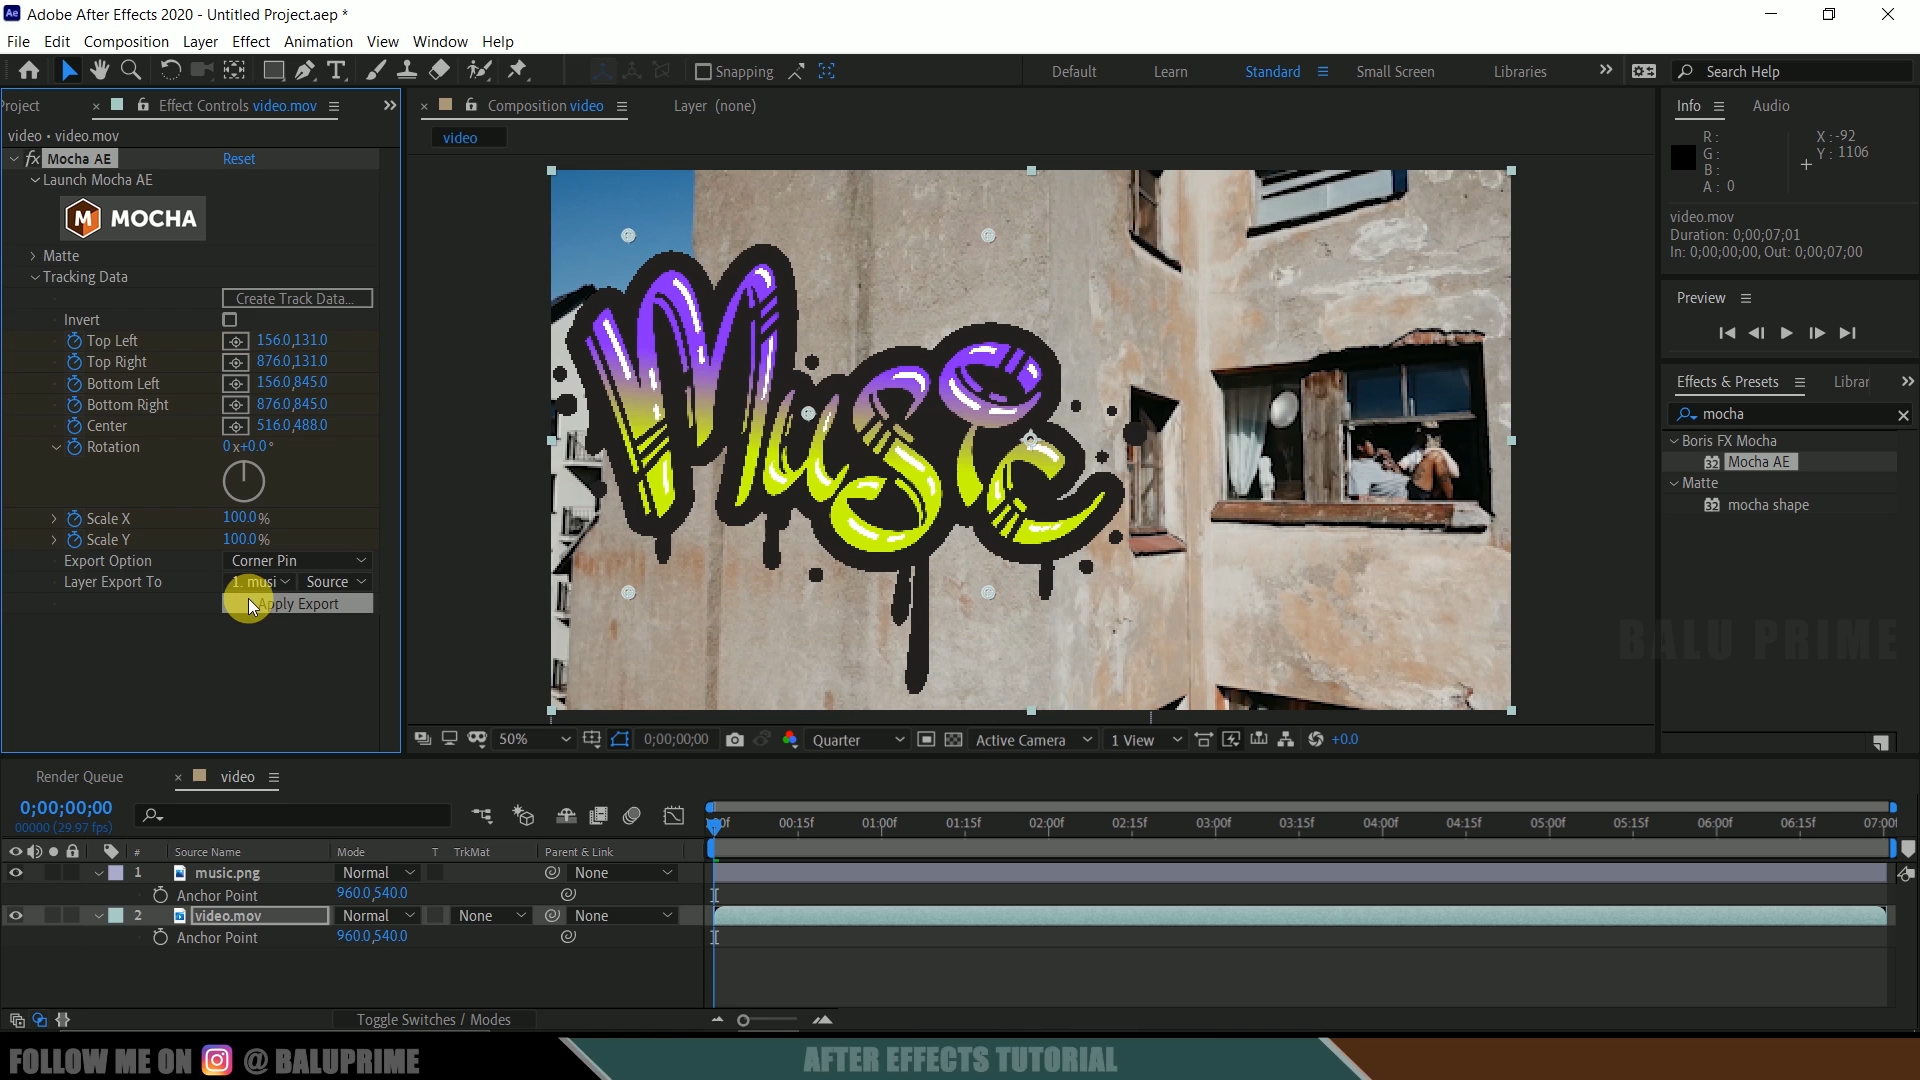 Adobe After Effects 2020 - Untitled Project.aep *
File Edit Composition Layer Effect Animation View Window Help
Snapping
Default Learn Standard Small Screen Libraries
Search Help
roject
Effect Controls video.mov
video • video.mov
fx Mocha AE Reset
Launch Mocha AE
M MOCHA
Matte
Tracking Data
Create Track Data...
Invert
Top Left 156.0,131.0
Top Right 876.0,131.0
Bottom Left 156.0,845.0
Bottom Right 876.0,845.0
Center 516.0,488.0
Rotation 0x+0.0°
Scale X 100.0%
Scale Y 100.0%
Export Option Corner Pin
Layer Export To 1. musi Source
Apply Export
Composition video
Layer (none)
video
Music
50% 0;00;00;00 Quarter Active Camera 1 View +0.0
Info Audio
R:
G:
B:
A: 0
X: -92
Y: 1106
video.mov
Duration: 0;00;07;01
In: 0;00;00;00, Out: 0;00;07;00
Preview
Effects & Presets Librar
mocha
Boris FX Mocha
32 Mocha AE
Matte
32 mocha shape
BALU PRIME
Render Queue
video
0;00;00;00
00000 (29.97 fps)
00:15f 01:00f 01:15f 02:00f 02:15f 03:00f 03:15f 04:00f 04:15f 05:00f 05:15f 06:00f 06:15f 07:00f
# Source Name Mode T TrkMat Parent & Link
1 music.png Normal None
Anchor Point 960.0,540.0
2 video.mov Normal None None
Anchor Point 960.0,540.0
Toggle Switches / Modes
FOLLOW ME ON @ BALUPRIME
AFTER EFFECTS TUTORIAL